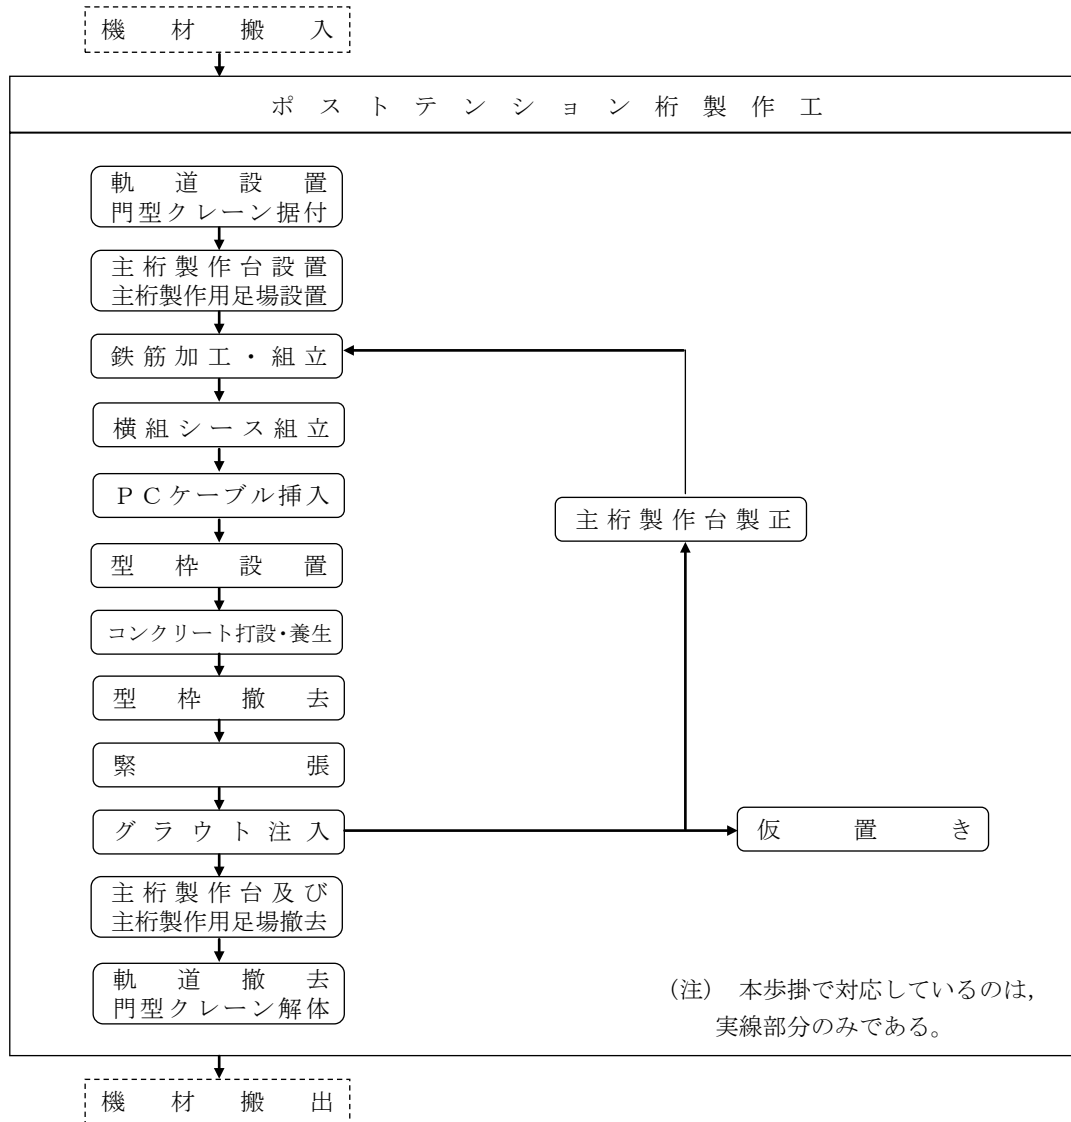 機材搬入
ポストテンション桁製作工
軌道設置
門型クレーン据付
主桁製作台設置
主桁製作用足場設置
鉄筋加工・組立
横組シース組立
ＰＣケーブル挿入
主桁製作台製正
型枠設置
コンクリート打設・養生
型枠撤去
緊張
グラウト注入
仮置き
主桁製作台及び
主桁製作用足場撤去
軌道撤去
門型クレーン解体
（注） 本歩掛で対応しているのは，
実線部分のみである。
機材搬出